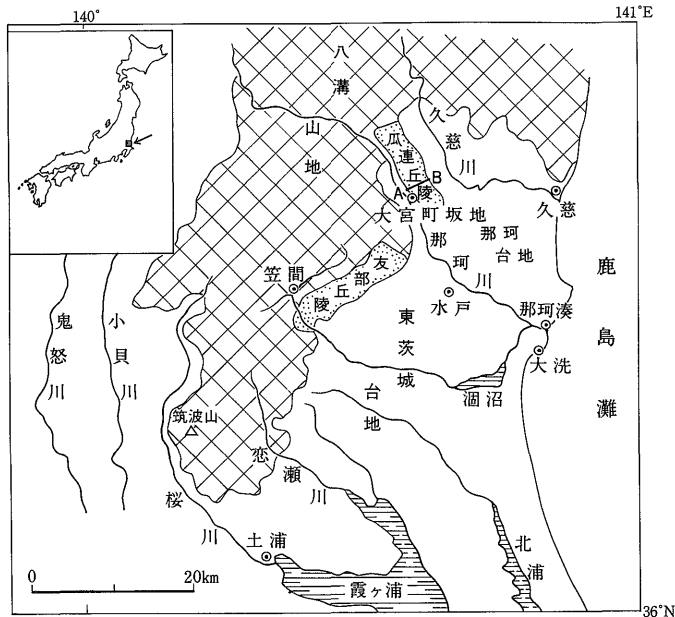 140°
141°E
八溝山地
久慈川
瓜連丘陵
A
B
大宮町坂地
久慈
那珂台地
那珂川
鹿島灘
笠間
友部丘陵
水戸
那珂湊
大洗
東茨城台地
涸沼
鬼怒川
小貝川
筑波山
恋瀬川
桜川
土浦
霞ヶ浦
北浦
0
20km
36°N